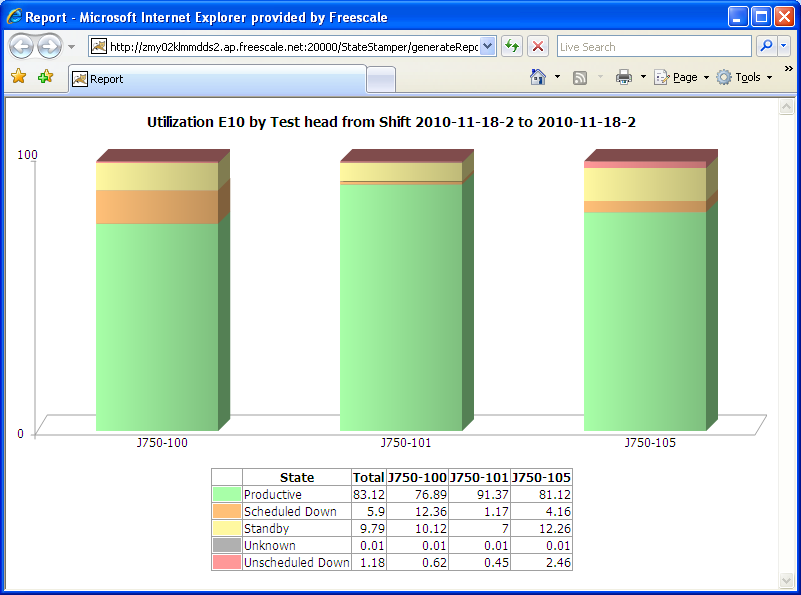 Report - Microsoft Internet Explorer provided by Freescale
http://zmy02klmmdds2.ap.freescale.net:20000/StateStamper/generateRepo
Live Search
Report
Page Tools »
Utilization E10 by Test head from Shift 2010-11-18-2 to 2010-11-18-2
100
0
J750-100 J750-101 J750-105
State Total J750-100 J750-101 J750-105
Productive 83.12 76.89 91.37 81.12
Scheduled Down 5.9 12.36 1.17 4.16
Standby 9.79 10.12 7 12.26
Unknown 0.01 0.01 0.01 0.01
Unscheduled Down 1.18 0.62 0.45 2.46